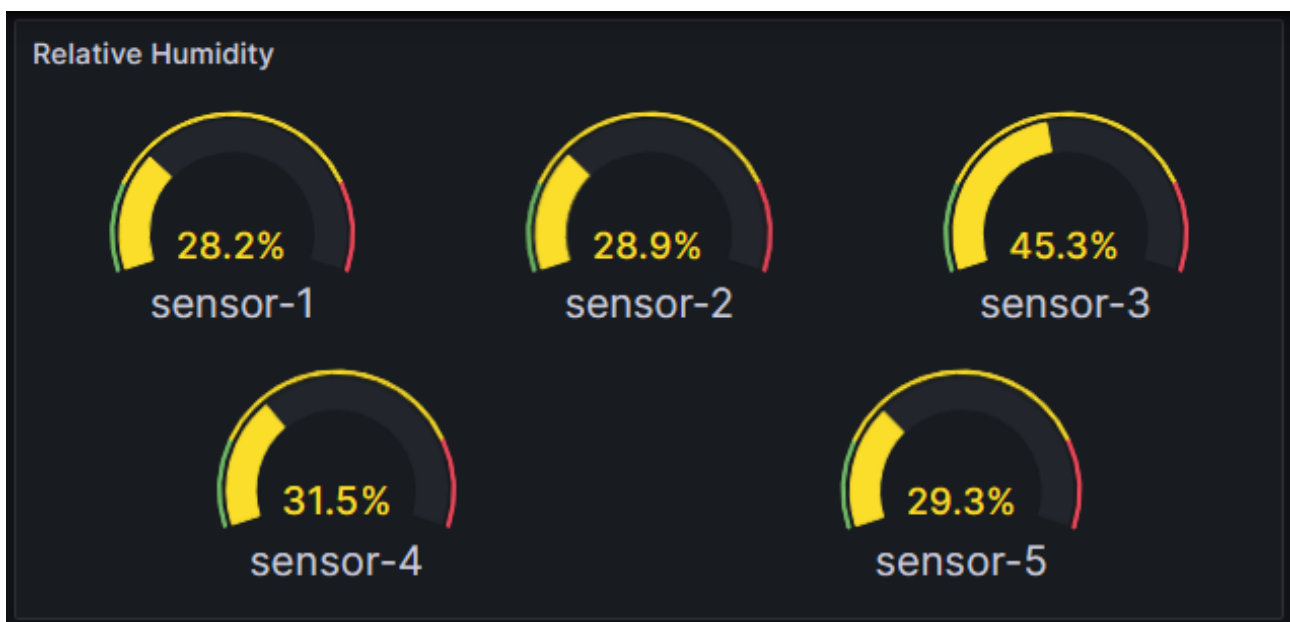 Relative Humidity
28.2%
28.9%
45.3%
sensor-1
sensor-2
sensor-3
31.5%
29.3%
sensor-4
sensor-5